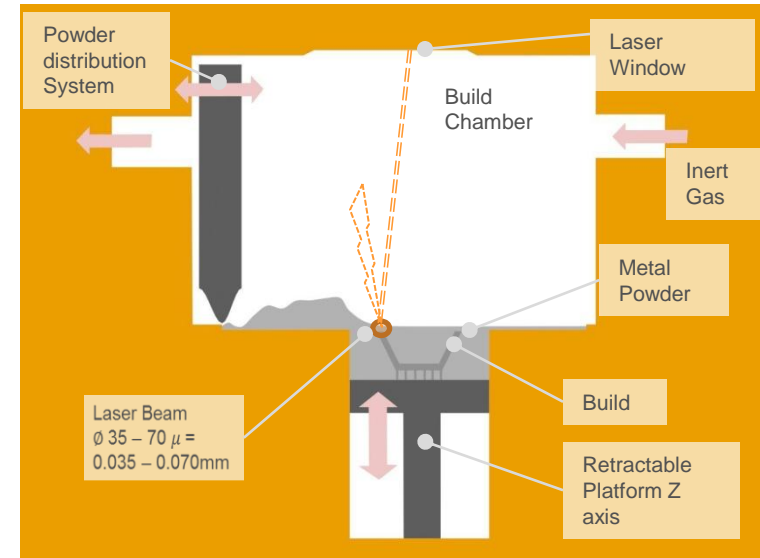 Powder
distribution
System
Laser
Window
Build
Chamber
Inert
Gas
Metal
Powder
Laser Beam
Ø 35 – 70 μ =
0.035 – 0.070mm
Build
Retractable
Platform Z
axis